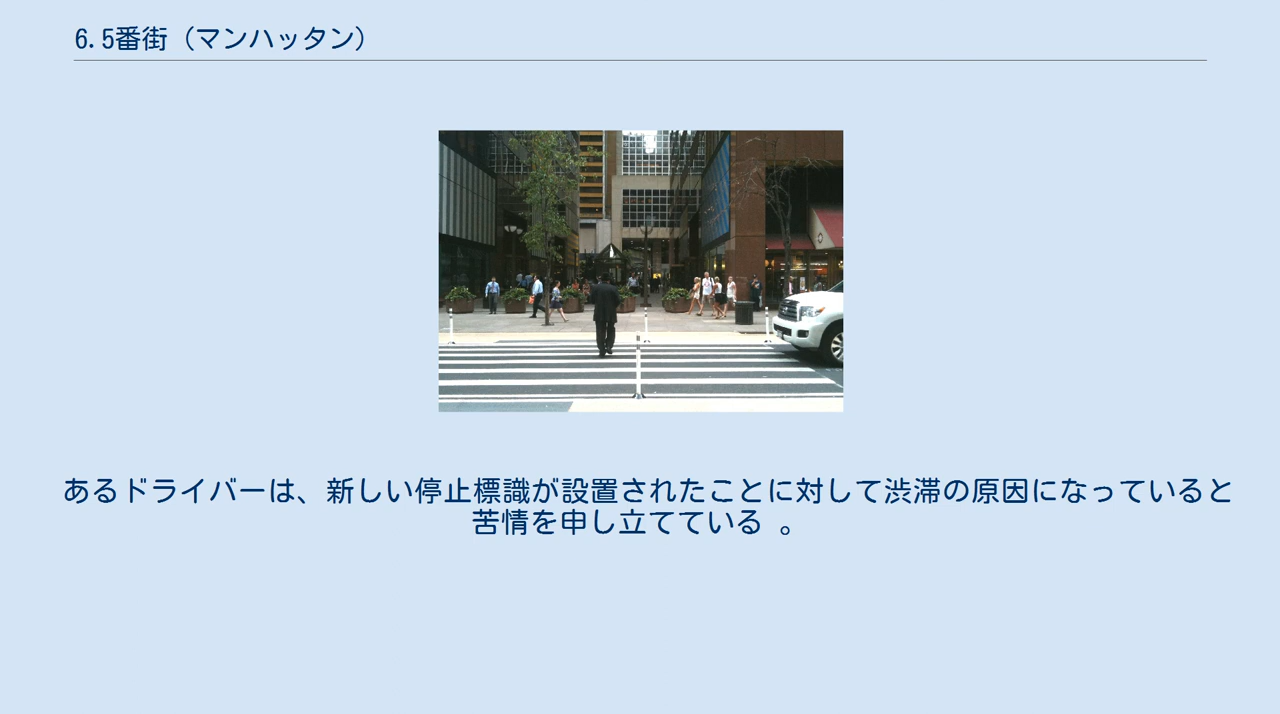 6.5番街（マンハッタン）
あるドライバーは、新しい停止標識が設置されたことに対して渋滞の原因になっていると
苦情を申し立てている 。